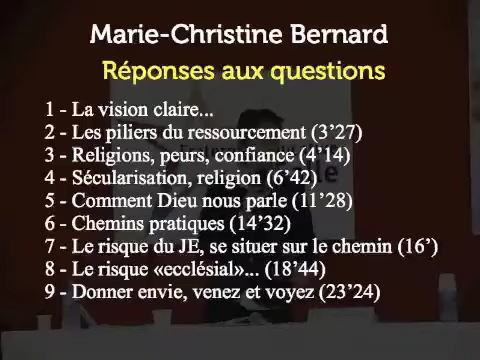 Marie-Christine Bernard
Réponses aux questions
1 - La vision claire...
2 - Les piliers du ressourcement (3’27)
3 - Religions, peurs, confiance (4’14)
4 - Sécularisation, religion (6’42)
5 - Comment Dieu nous parle (11’28)
6 - Chemins pratiques (14’32)
7 - Le risque du JE, se situer sur le chemin (16’)
8 - Le risque «ecclésial»... (18’44)
9 - Donner envie, venez et voyez (23’24)